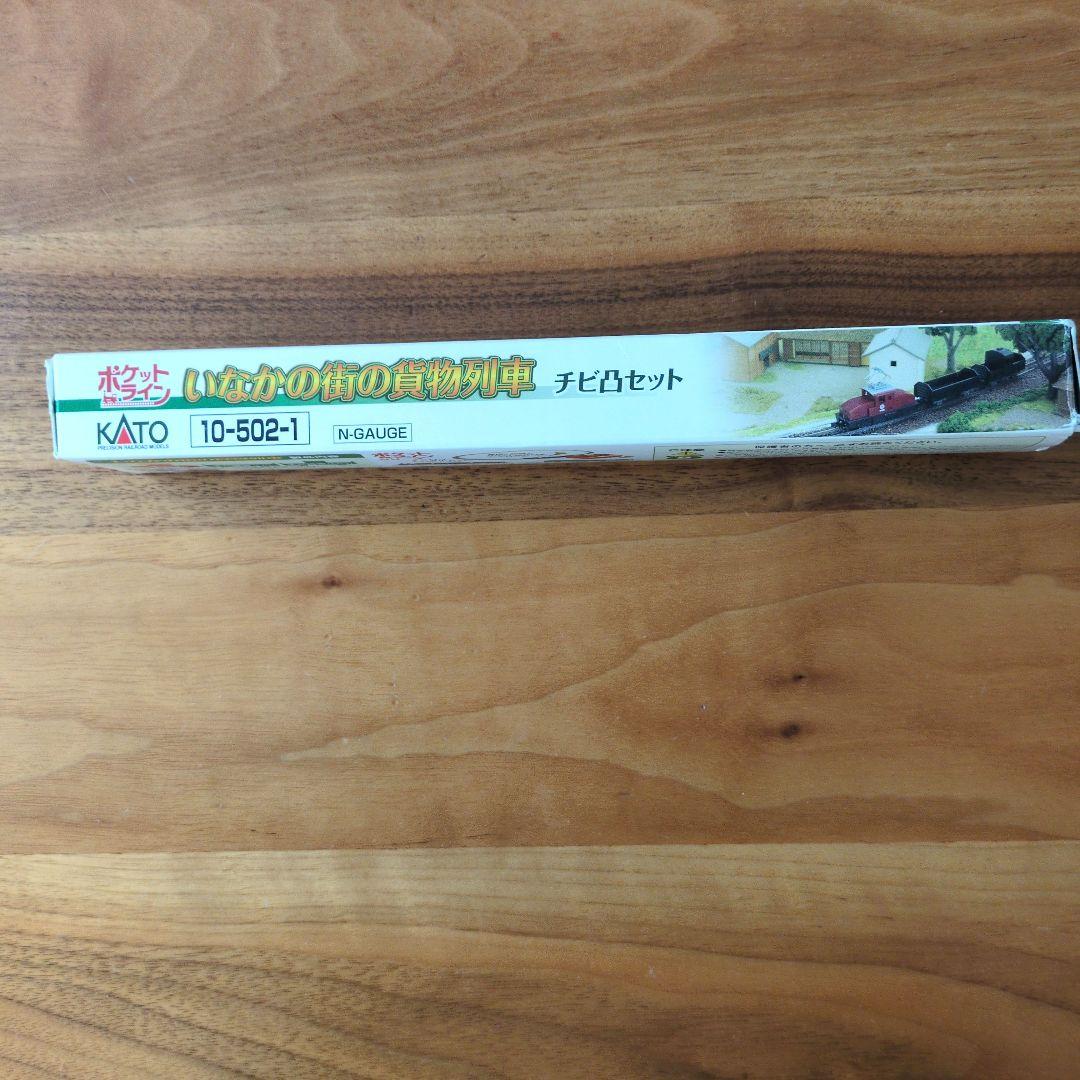 ポケットライン
いなかの街の貨物列車 チビ凸セット
KATO
PRECISION RAILROAD MODELS
10-502-1
N-GAUGE